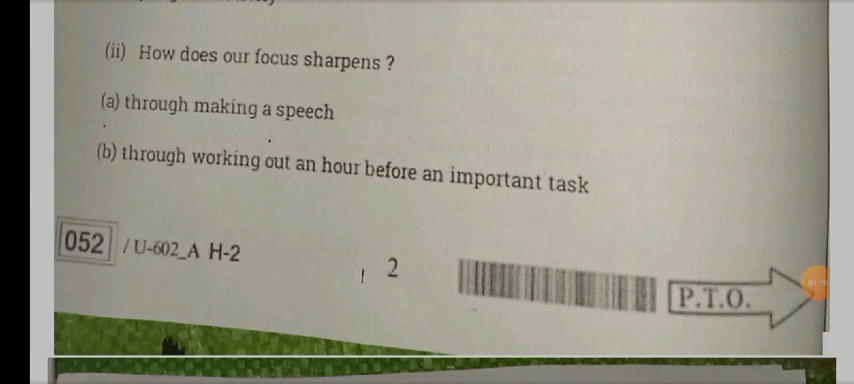 (ii) How does our focus sharpens ?
(a) through making a speech
(b) through working out an hour before an important task
052 / U-602_A H-2
2
P.T.O.